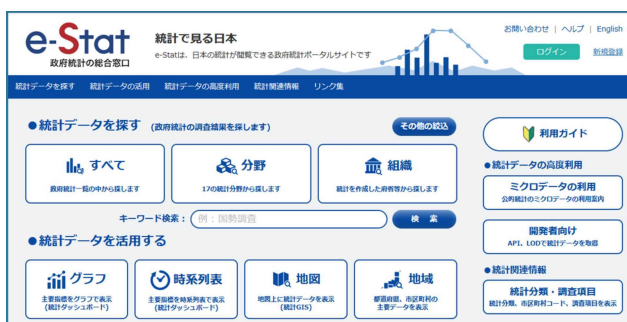 e-Stat
政府統計の総合窓口
統計で見る日本
e-Statは、日本の統計が閲覧できる政府統計ポータルサイトです
お問い合わせ | ヘルプ | English
ログイン 新規登録
統計データを探す 統計データの活用 統計データの高度利用 統計関連情報 リンク集
●統計データを探す (政府統計の調査結果を探します) その他の絞込
すべて
政府統計一覧の中から探します
分野
17の統計分野から探します
組織
統計を作成した府省等から探します
キーワード検索: 例:国勢調査 検索
●統計データを活用する
グラフ
主要指標をグラフで表示
(統計ダッシュボード)
時系列表
主要指標を時系列表で表示
(統計ダッシュボード)
地図
地図上に統計データを表示
(統計GIS)
地域
都道府県、市区町村の
主要データを表示
利用ガイド
●統計データの高度利用
ミクロデータの利用
公的統計のミクロデータの利用案内
開発者向け
API、LODで統計データを取得
●統計関連情報
統計分類・調査項目
統計分類、市区町村コード、調査項目を表示